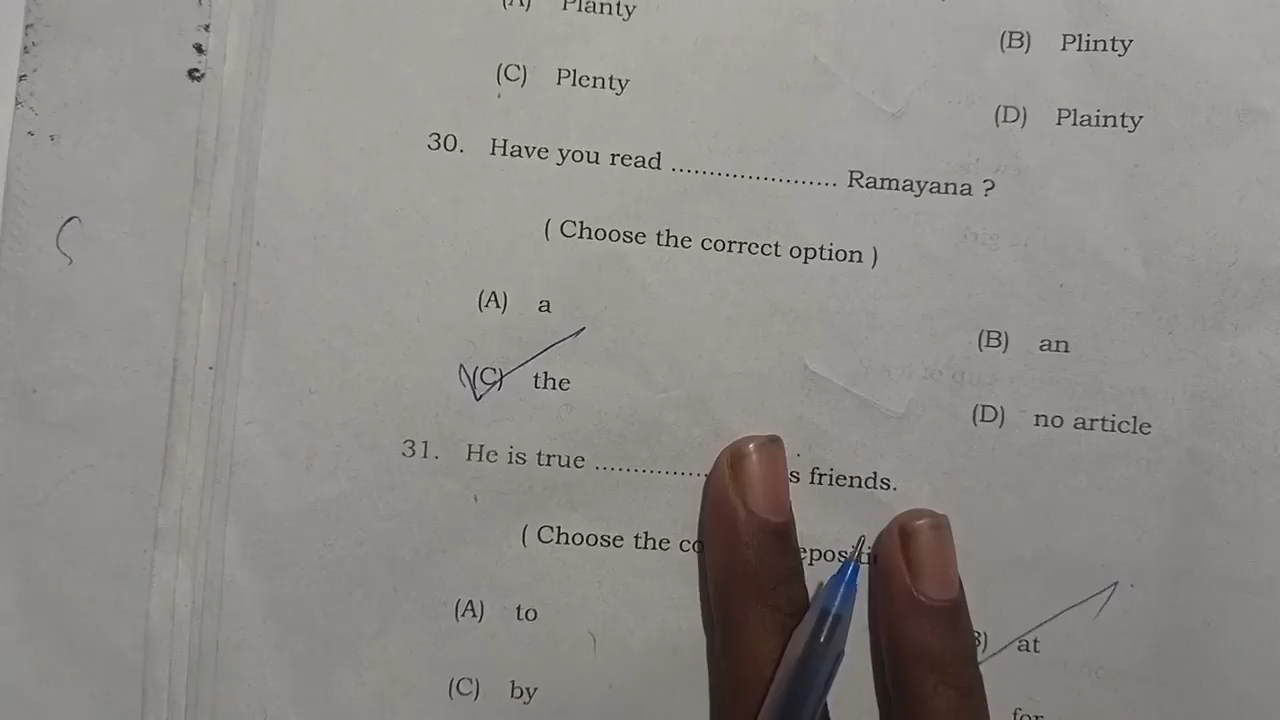 (A) Planty
(B) Plinty
(C) Plenty
(D) Plainty
30. Have you read ...................... Ramayana ?
( Choose the correct option )
(A) a
(B) an
(C) the
(D) no article
31. He is true ............... s friends.
( Choose the
(A) to
at
(C) by
for